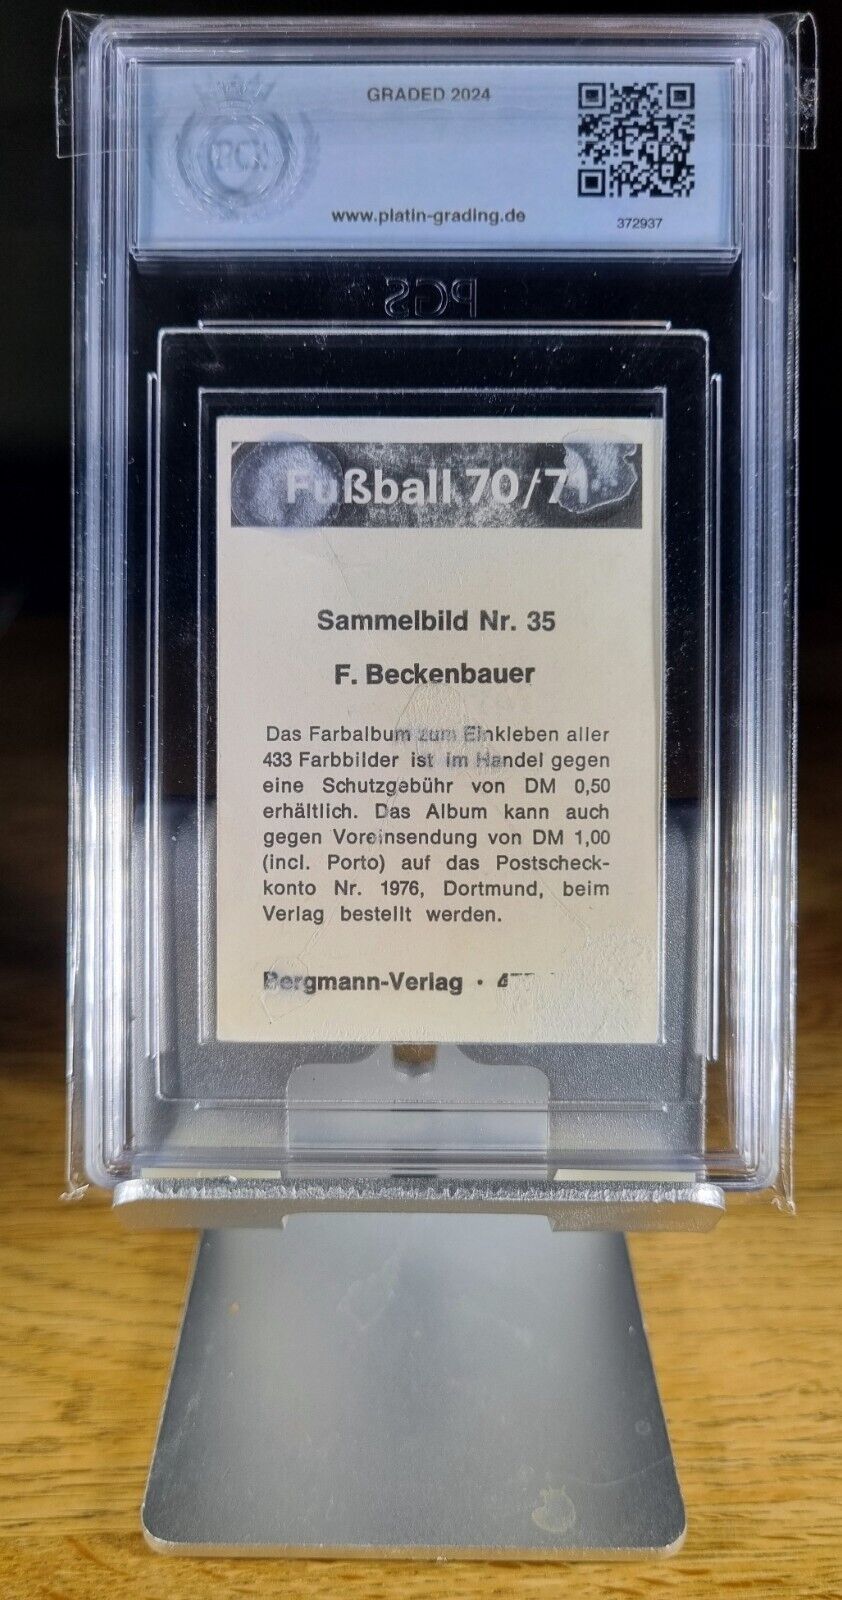 GRADED 2024
www.platin-grading.de
372937
PGS
Fußball 70/71
Sammelbild Nr. 35
F. Beckenbauer
Das Farbalbum zum Einkleben aller
433 Farbbilder ist im Handel gegen
eine Schutzgebühr von DM 0,50
erhältlich. Das Album kann auch
gegen Voreinsendung von DM 1,00
(incl. Porto) auf das Postscheck-
konto Nr. 1976, Dortmund, beim
Verlag bestellt werden.
Bergmann-Verlag ·